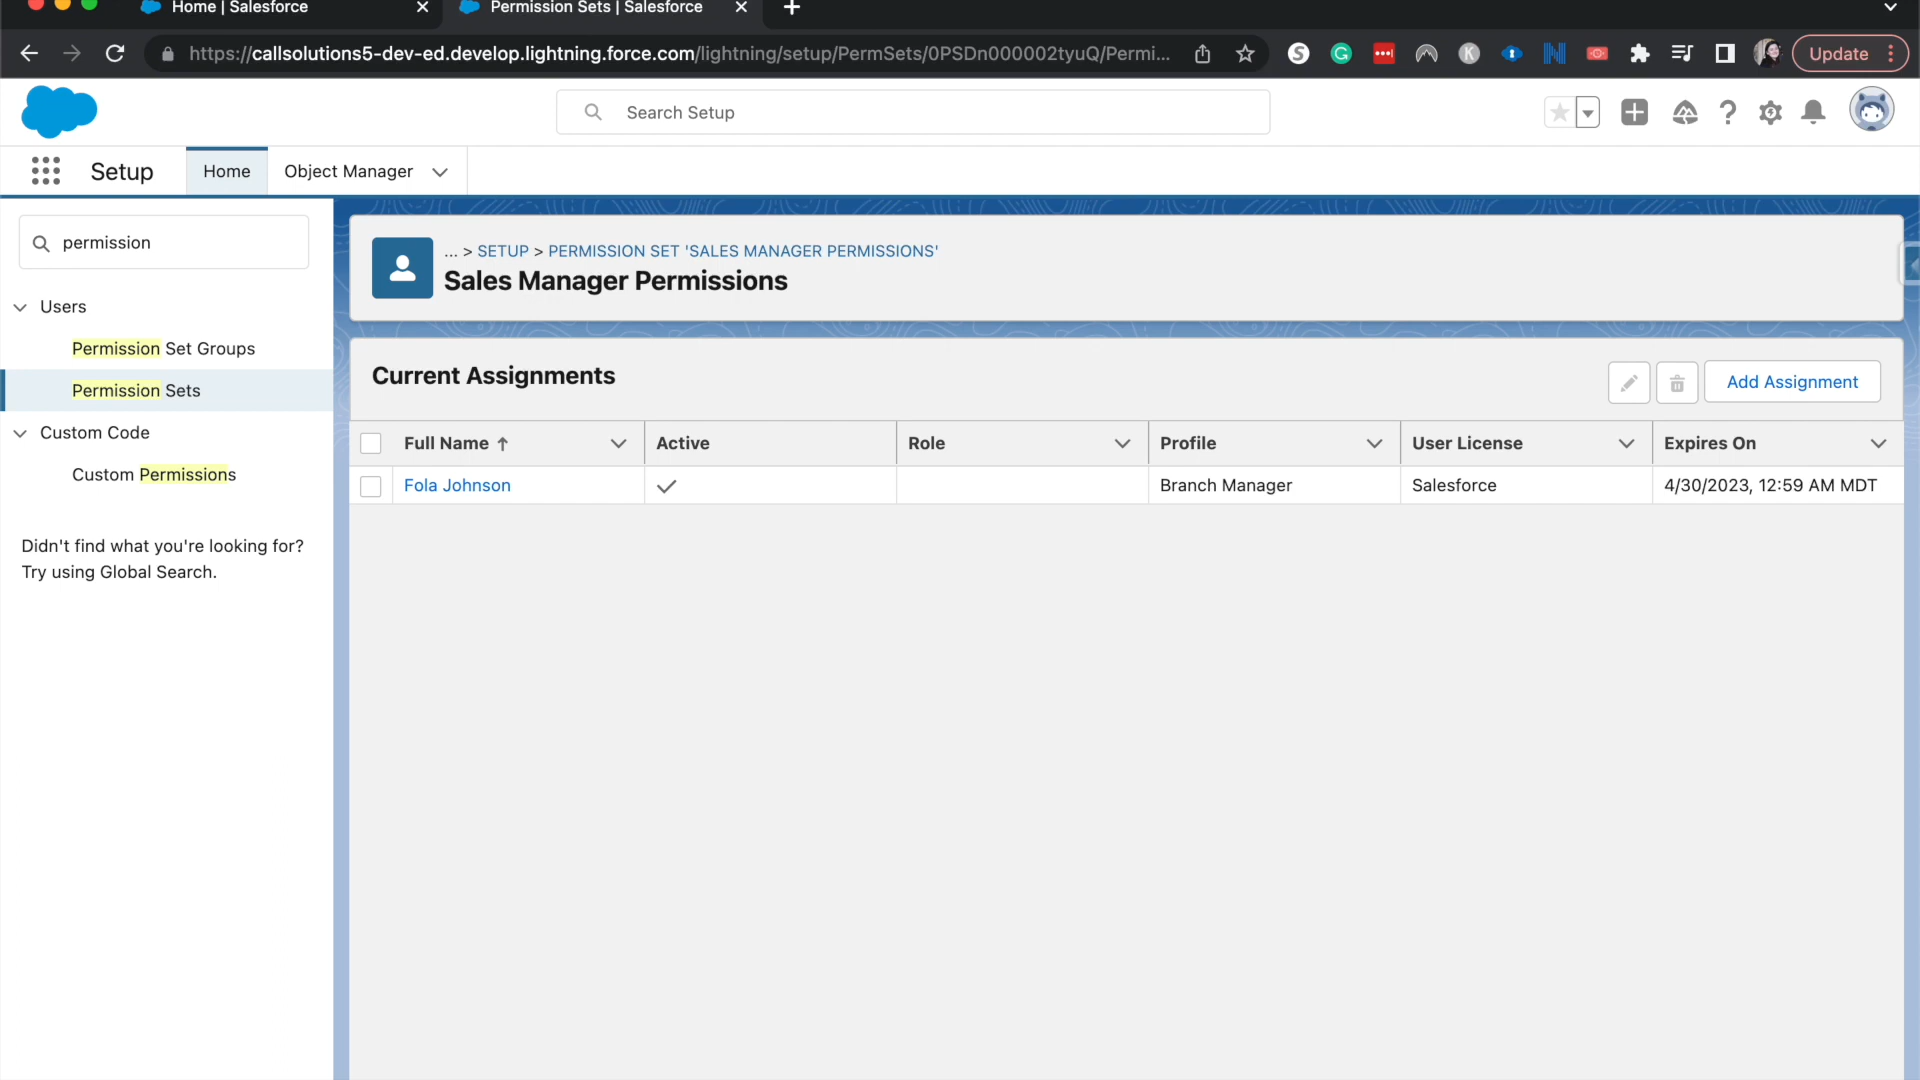 Home | Salesforce
Permission Sets | Salesforce
https://callsolutions5-dev-ed.develop.lightning.force.com/lightning/setup/PermSets/0PSDn000002tyuQ/Permi...
Update
Search Setup
Setup
Home
Object Manager
permission
Users
Permission Set Groups
Permission Sets
Custom Code
Custom Permissions
Didn't find what you're looking for?
Try using Global Search.
... > SETUP > PERMISSION SET 'SALES MANAGER PERMISSIONS'
Sales Manager Permissions
Current Assignments
Add Assignment
Full Name ↑ Active Role Profile User License Expires On
Fola Johnson Branch Manager Salesforce 4/30/2023, 12:59 AM MDT